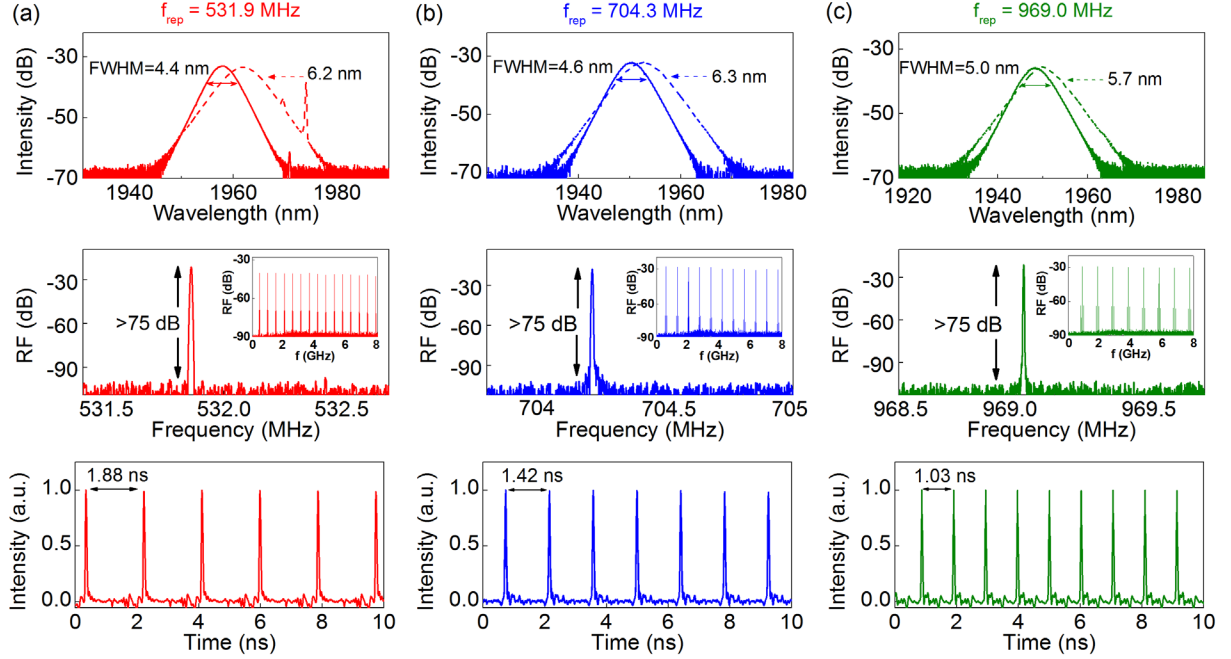 (a)
f_rep = 531.9 MHz
Intensity (dB)
-30
-50
-70
FWHM=4.4 nm
6.2 nm
1940 1960 1980
Wavelength (nm)
RF (dB)
-30
-60
-90
>75 dB
RF (dB)
-30
-60
-90
0 2 4 6 8
f (GHz)
531.5 532.0 532.5
Frequency (MHz)
Intensity (a.u.)
1.0
0.5
0.0
1.88 ns
0 2 4 6 8 10
Time (ns)
(b)
f_rep = 704.3 MHz
Intensity (dB)
-30
-50
-70
FWHM=4.6 nm
6.3 nm
1940 1960 1980
Wavelength (nm)
RF (dB)
-30
-60
-90
>75 dB
RF (dB)
-30
-60
-90
0 2 4 6 8
f (GHz)
704 704.5 705
Frequency (MHz)
Intensity (a.u.)
1.0
0.5
0.0
1.42 ns
0 2 4 6 8 10
Time (ns)
(c)
f_rep = 969.0 MHz
Intensity (dB)
-30
-50
-70
FWHM=5.0 nm
5.7 nm
1920 1940 1960 1980
Wavelength (nm)
RF (dB)
-30
-60
-90
>75 dB
RF (dB)
-30
-60
-90
0 2 4 6 8
f (GHz)
968.5 969.0 969.5
Frequency (MHz)
Intensity (a.u.)
1.0
0.5
0.0
1.03 ns
0 2 4 6 8 10
Time (ns)